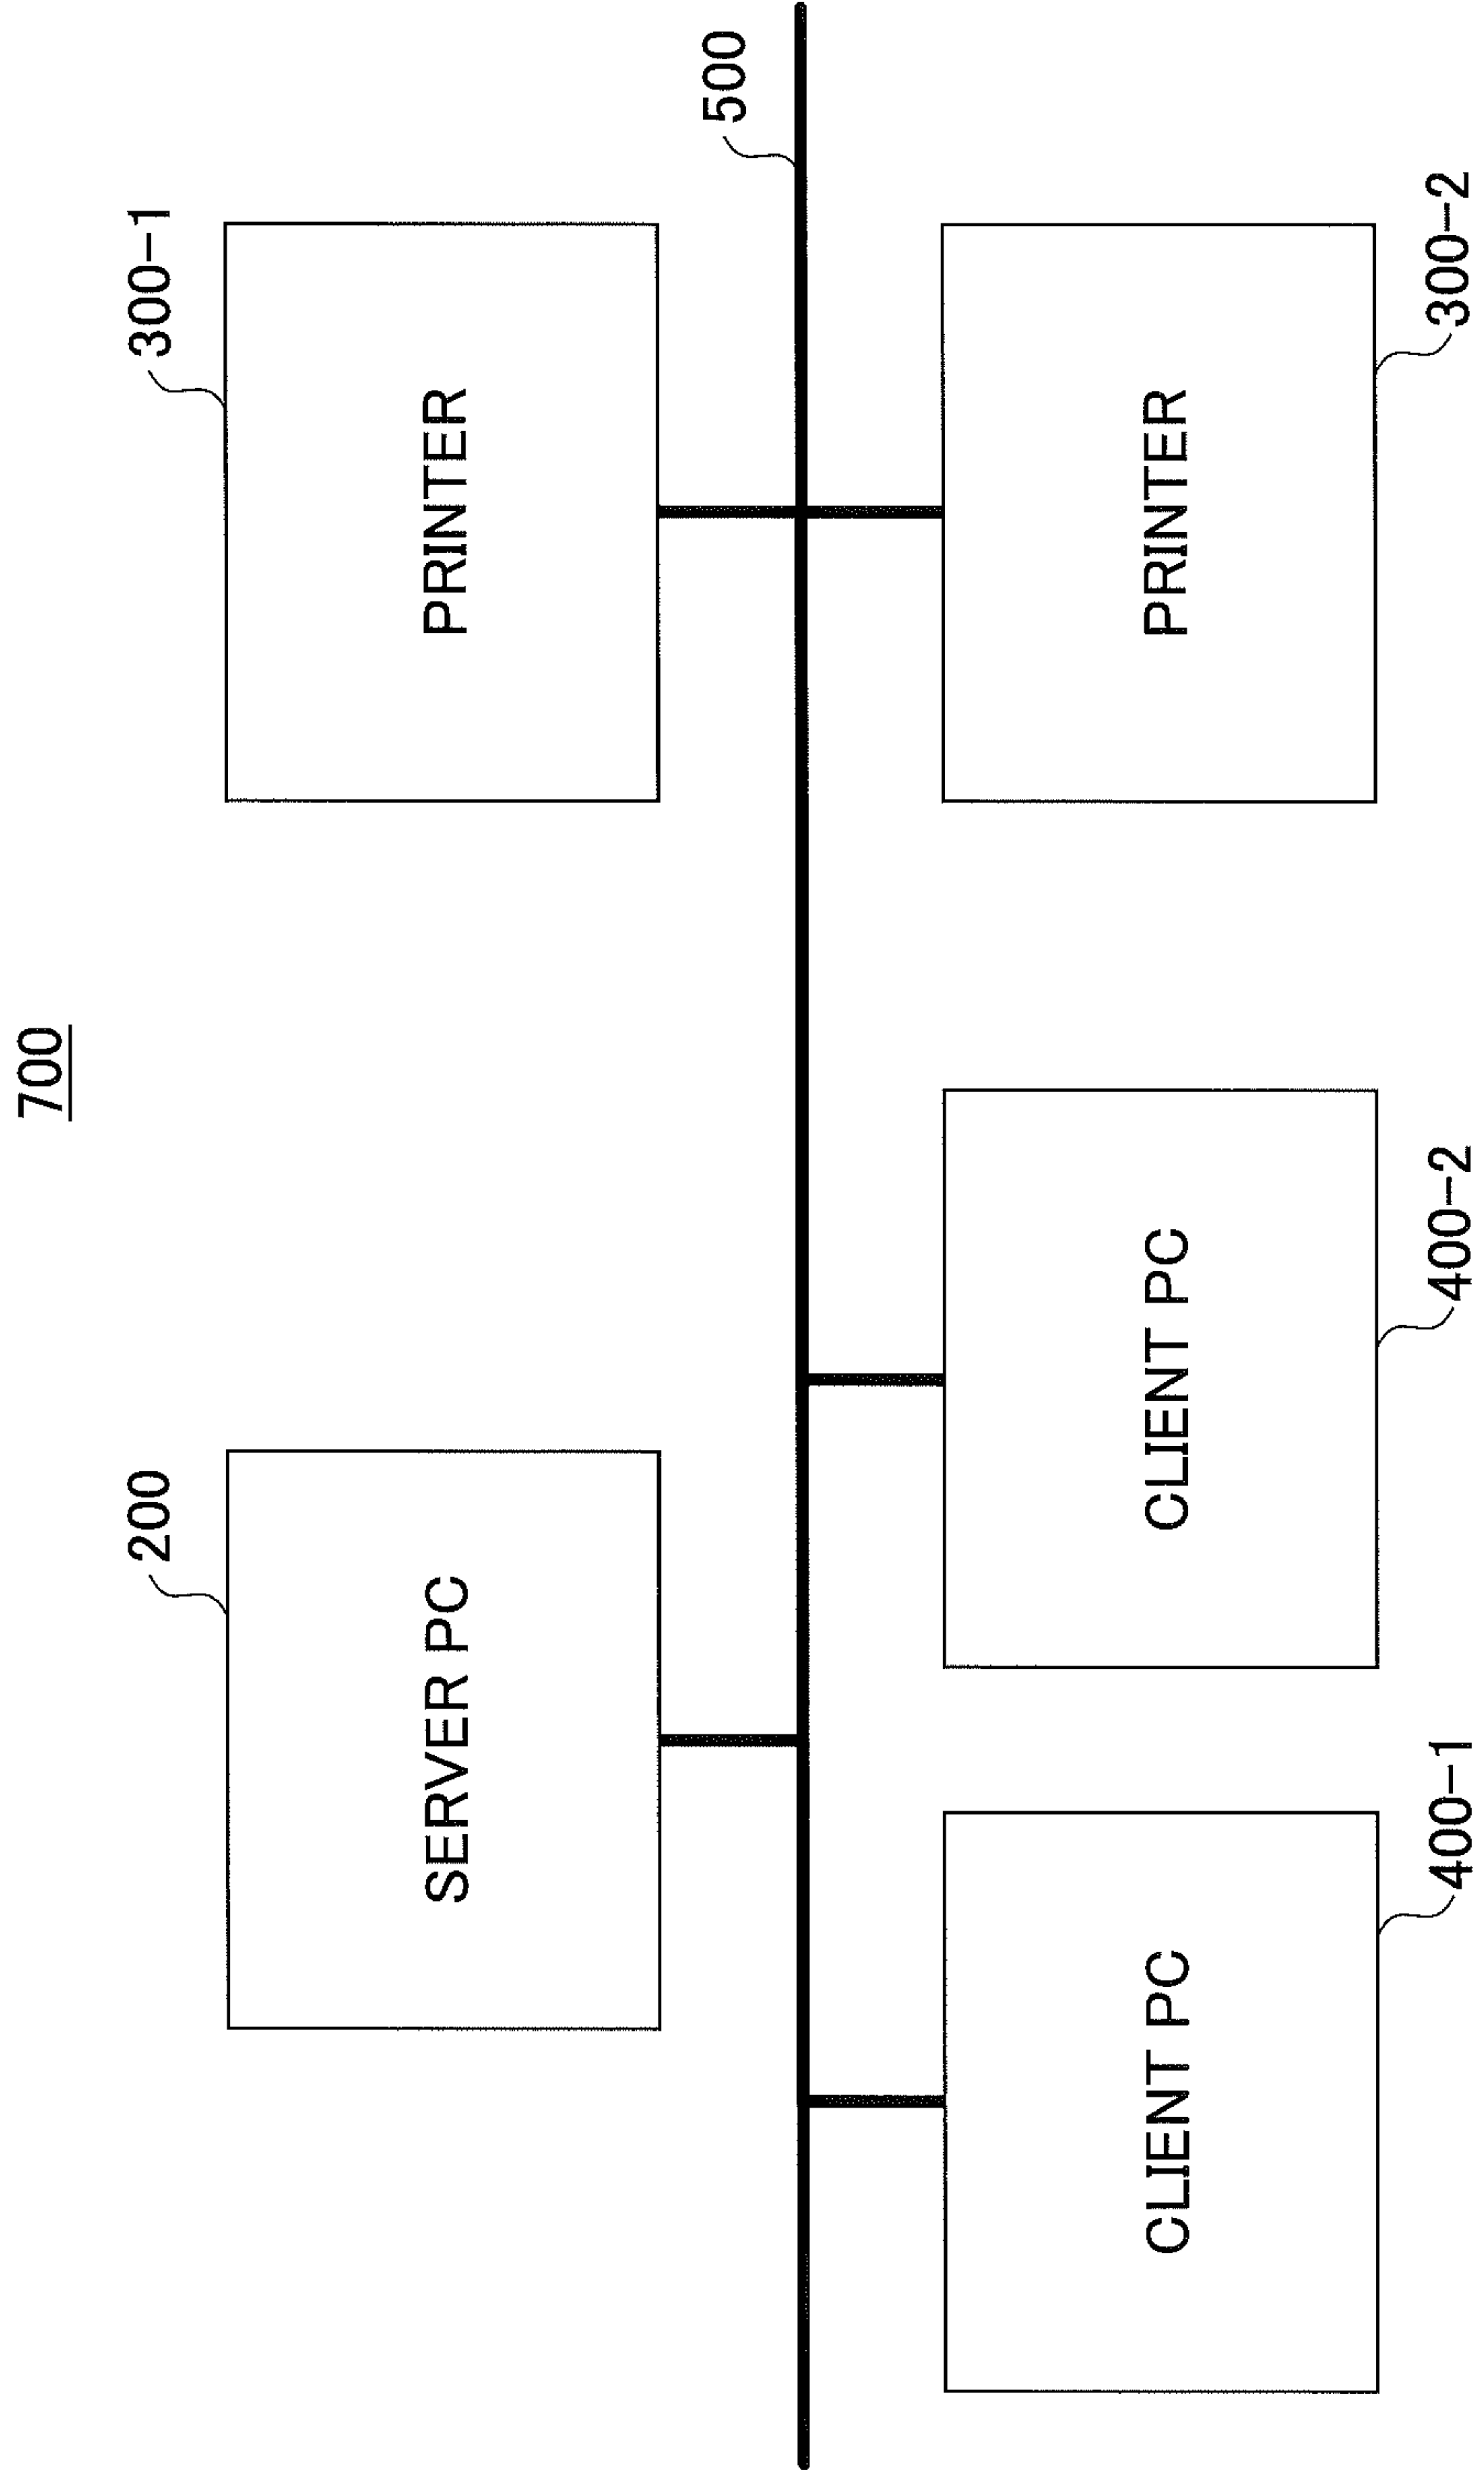 700
200
300-1
SERVER PC
PRINTER
500
CLIENT PC
CLIENT PC
PRINTER
400-1
400-2
300-2